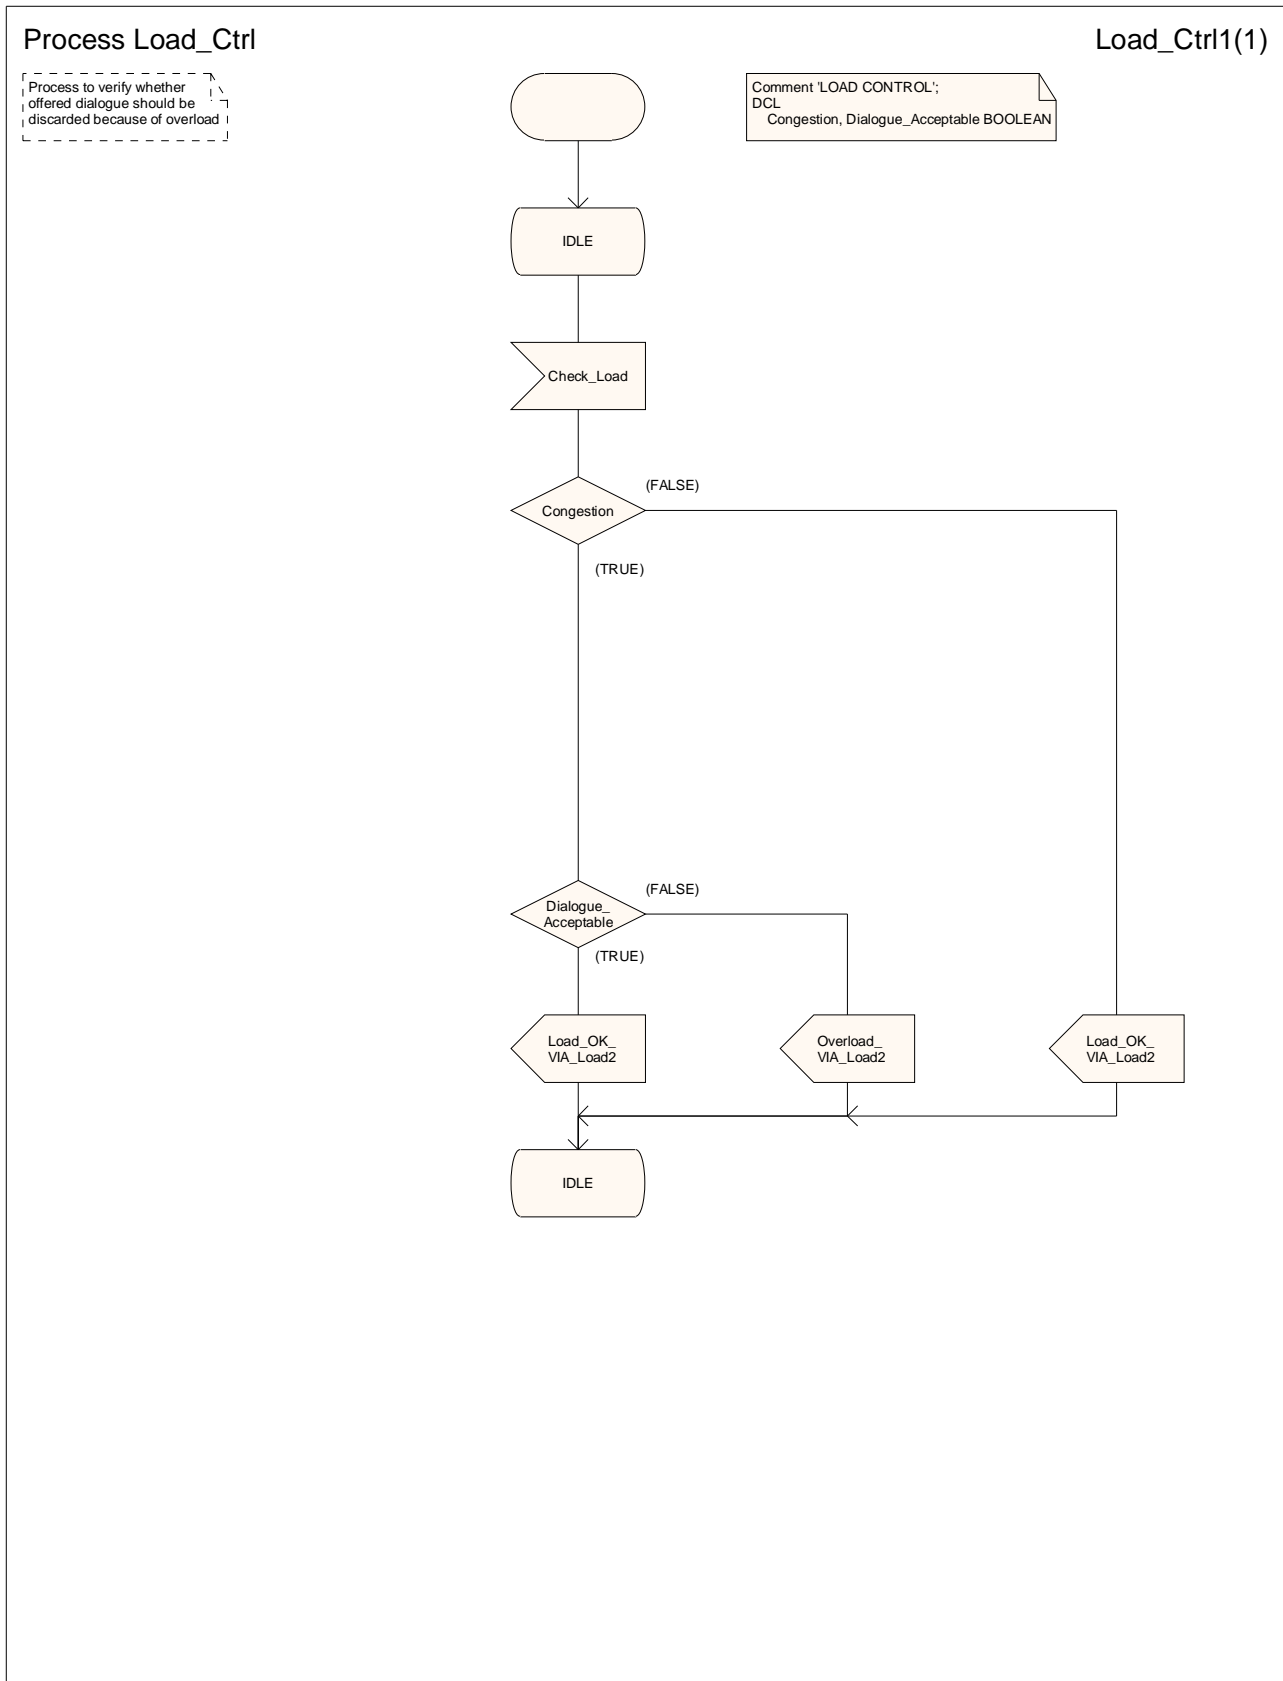 Process Load_Ctrl
Load_Ctrl1(1)
Process to verify whether
offered dialogue should be
discarded because of overload
Comment 'LOAD CONTROL';
DCL
Congestion, Dialogue_Acceptable BOOLEAN
IDLE
Check_Load
(FALSE)
Congestion
(TRUE)
(FALSE)
Dialogue_
Acceptable
(TRUE)
Load_OK_
VIA_Load2
Overload_
VIA_Load2
Load_OK_
VIA_Load2
IDLE